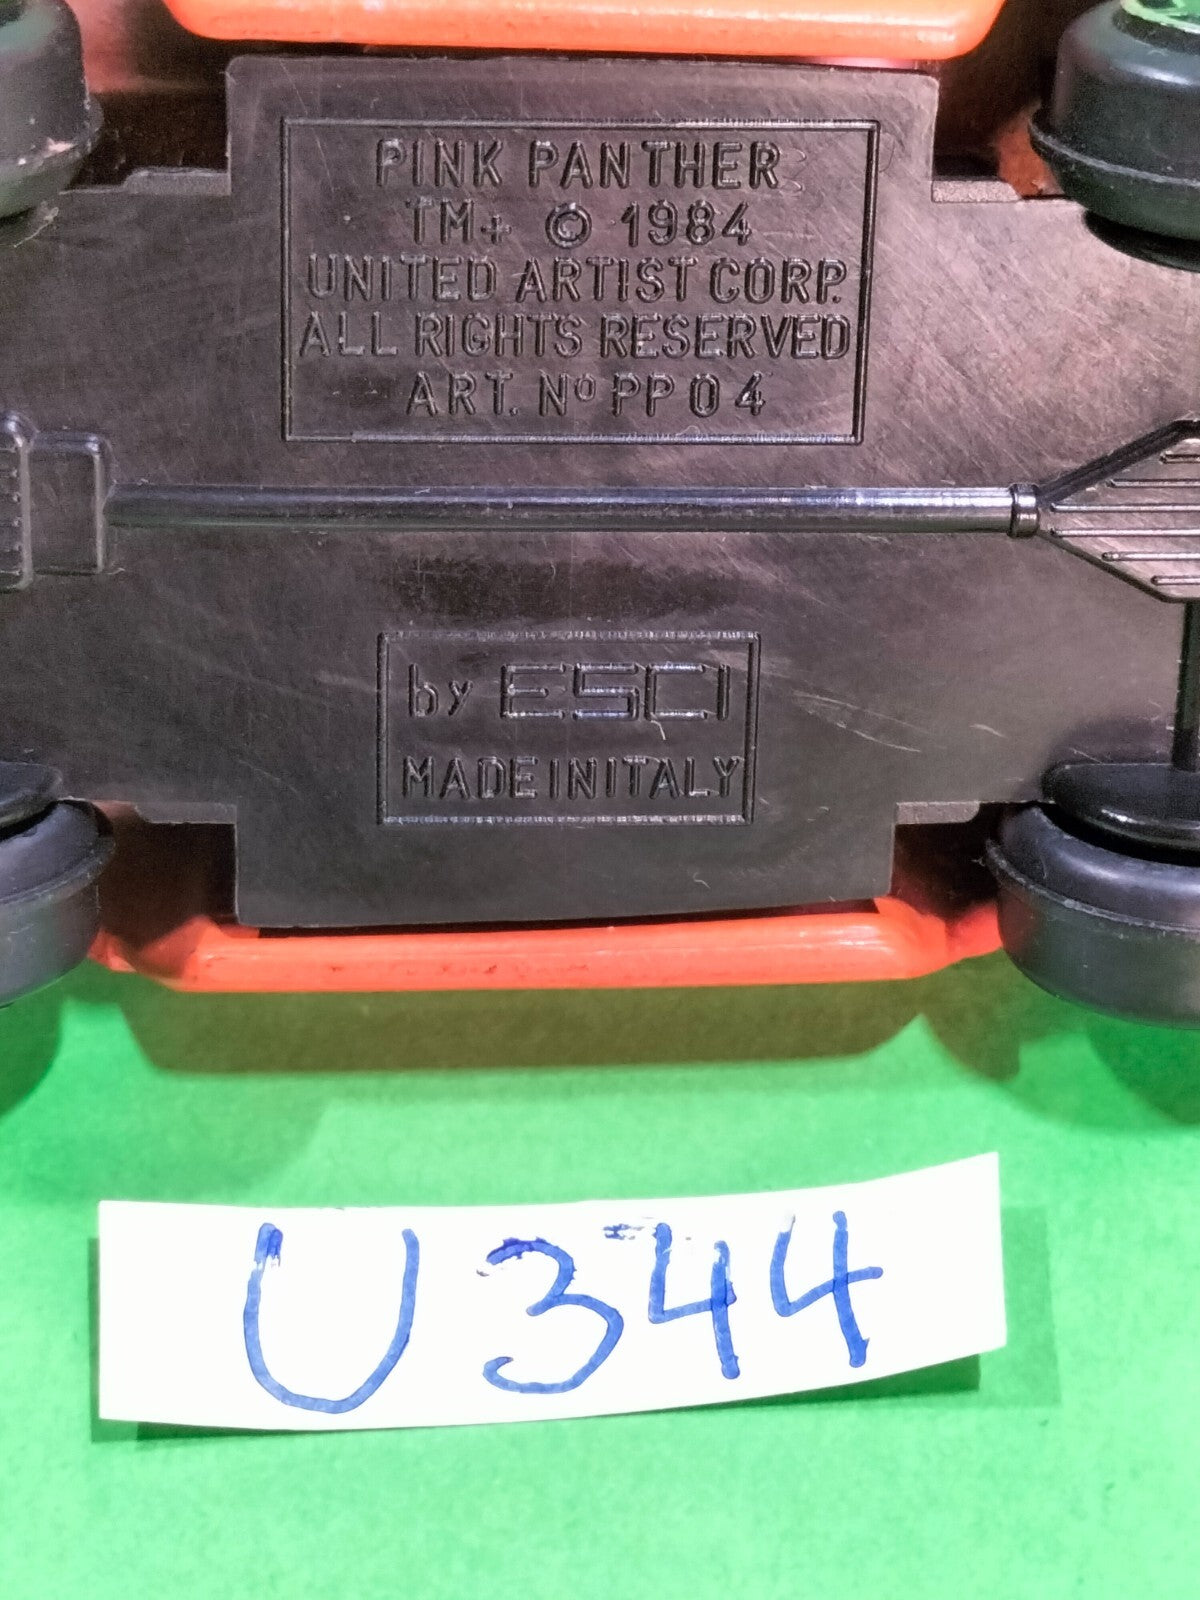 PINK PANTHER
TM+ © 1984
UNITED ARTIST CORP.
ALL RIGHTS RESERVED
ART. Nº PP 04
by ESCI
MADE IN ITALY
U344